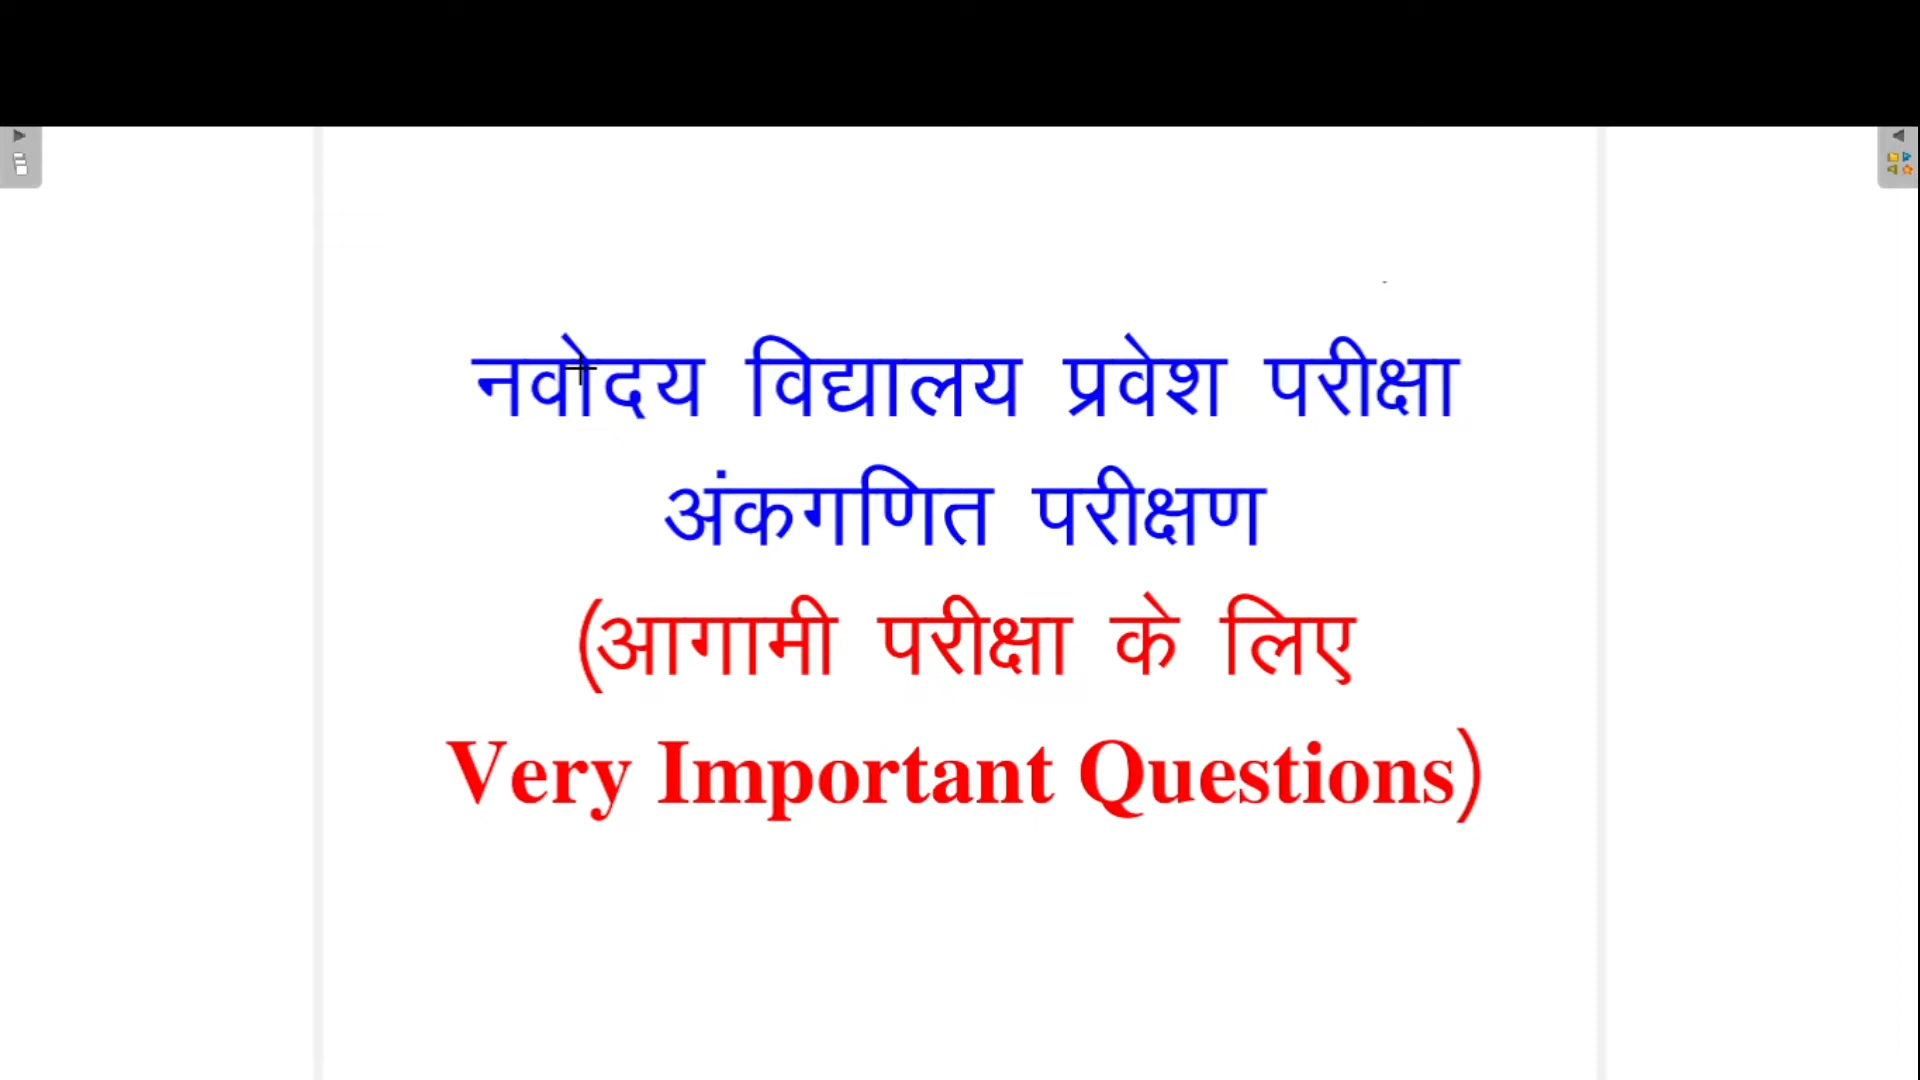 नवोदय विद्यालय प्रवेश परीक्षा
अंकगणित परीक्षण
(आगामी परीक्षा के लिए
Very Important Questions)